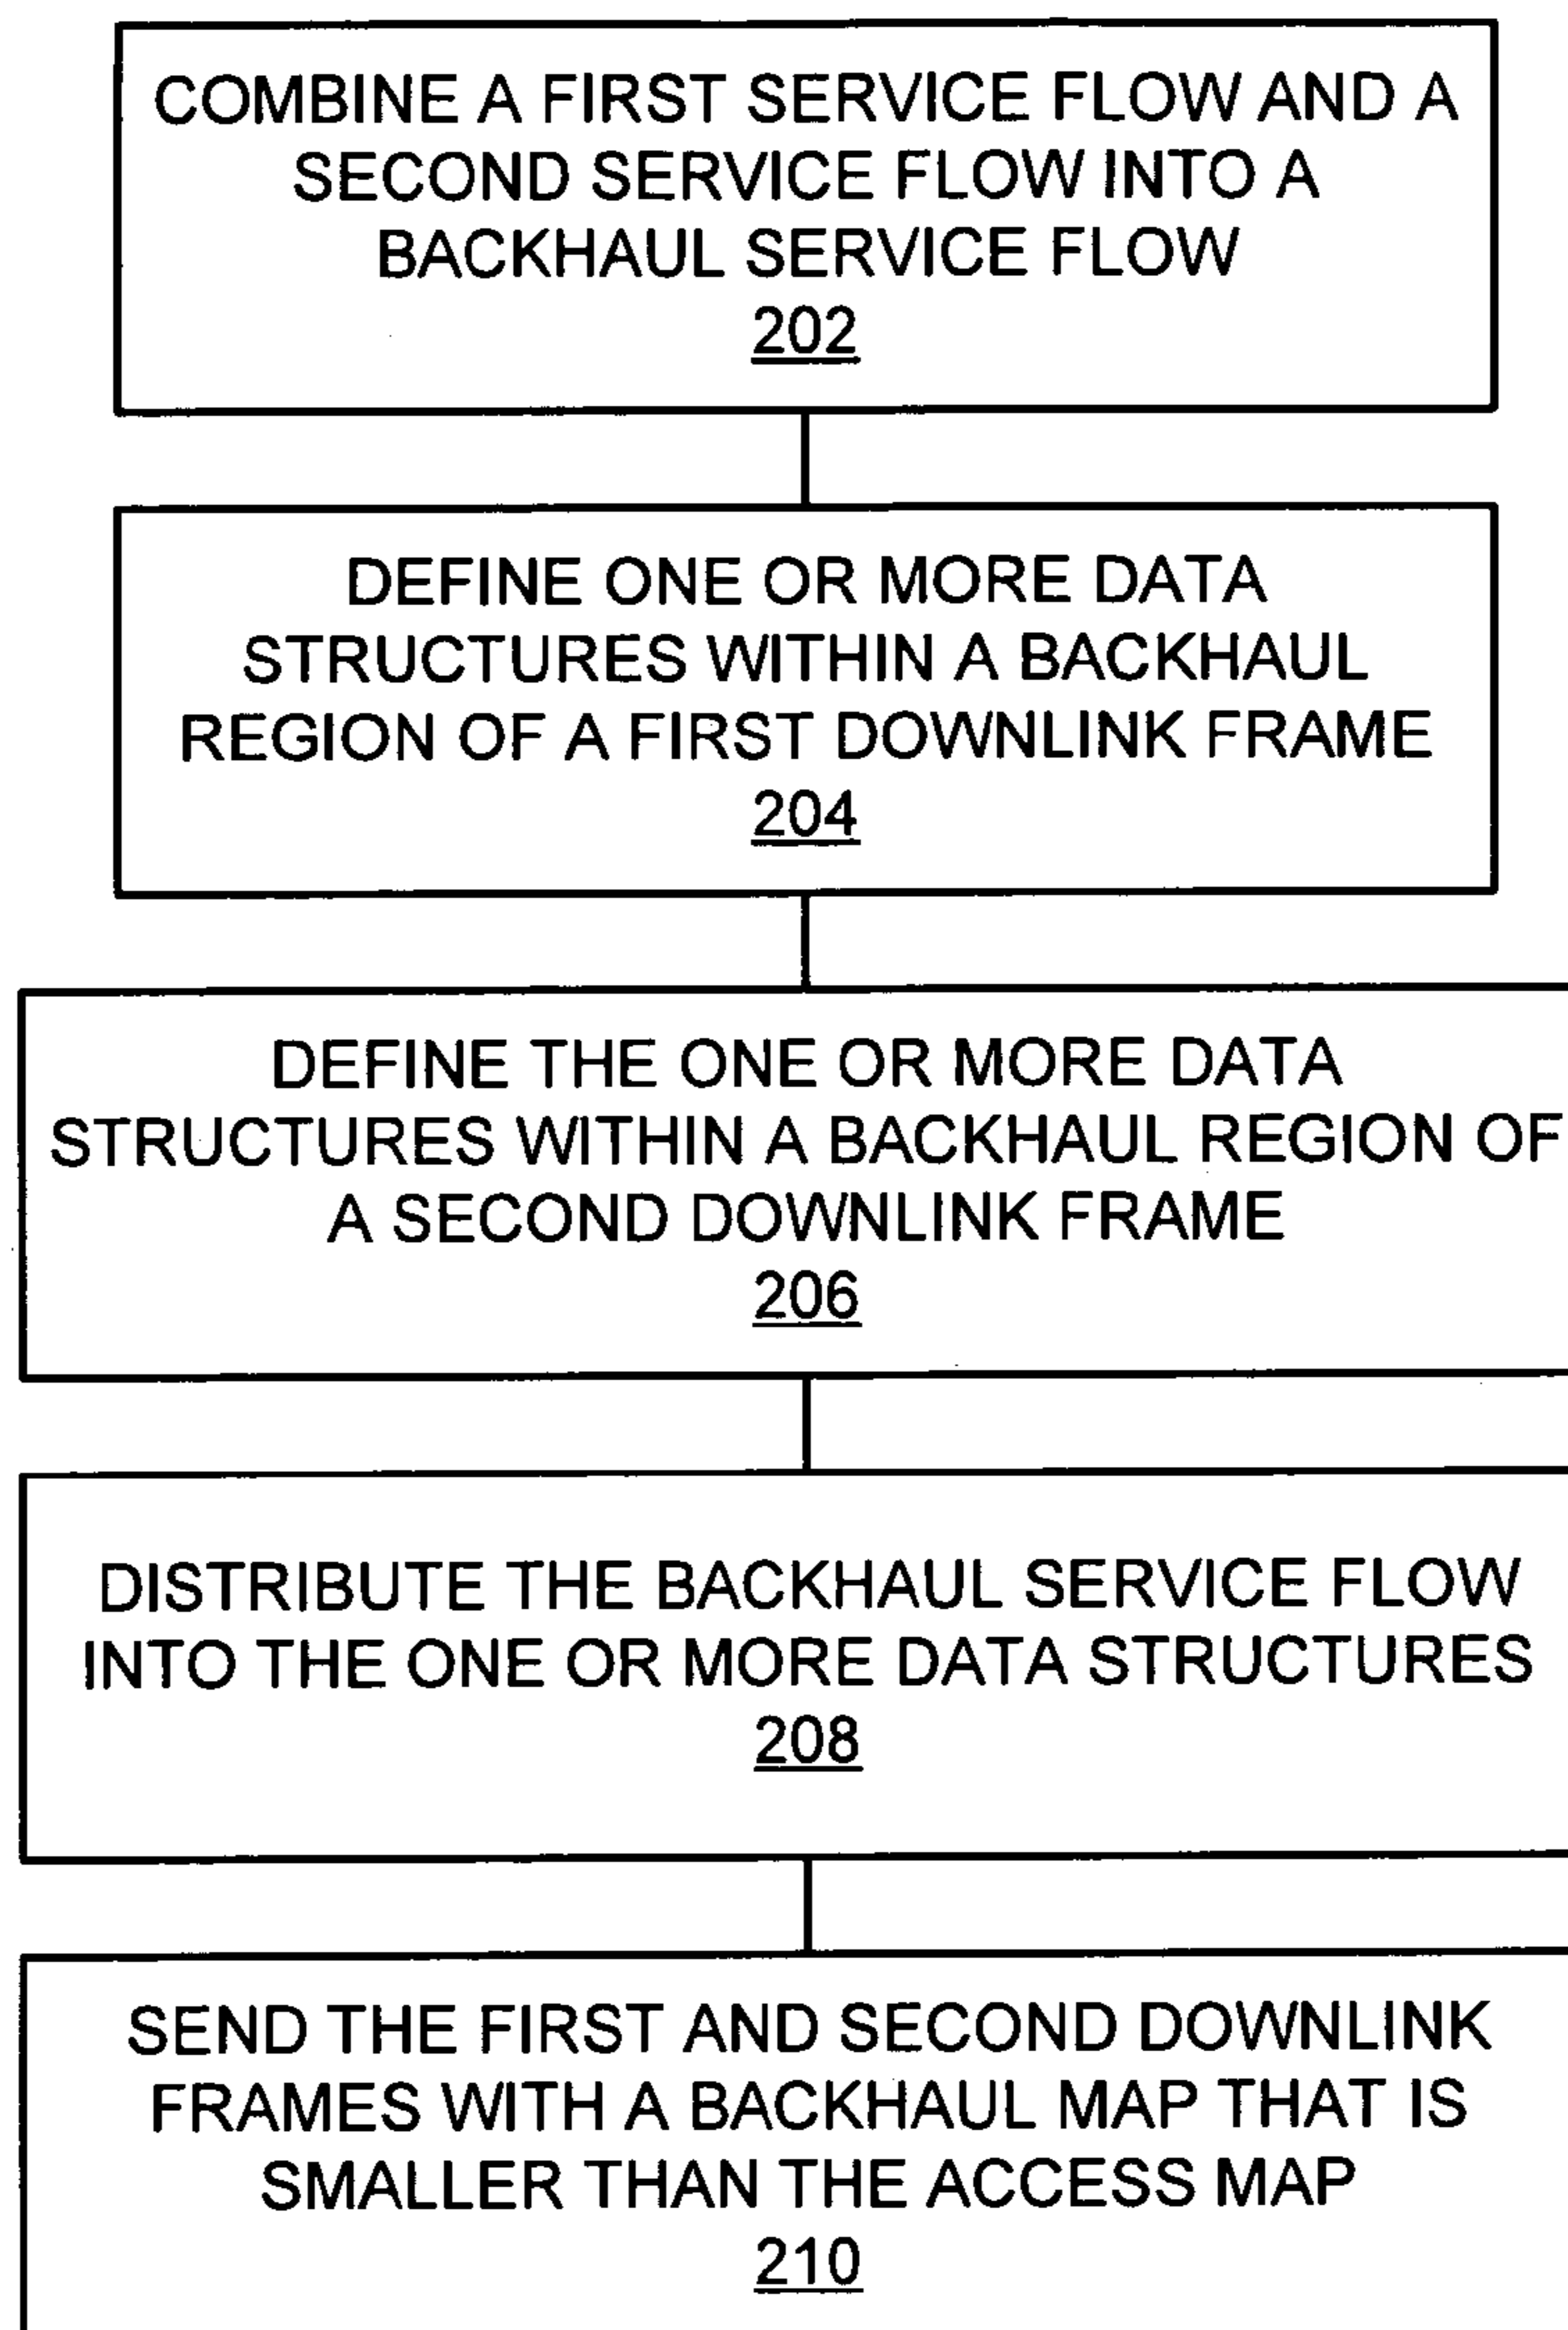 COMBINE A FIRST SERVICE FLOW AND A
SECOND SERVICE FLOW INTO A
BACKHAUL SERVICE FLOW
202
DEFINE ONE OR MORE DATA
STRUCTURES WITHIN A BACKHAUL
REGION OF A FIRST DOWNLINK FRAME
204
DEFINE THE ONE OR MORE DATA
STRUCTURES WITHIN A BACKHAUL REGION OF
A SECOND DOWNLINK FRAME
206
DISTRIBUTE THE BACKHAUL SERVICE FLOW
INTO THE ONE OR MORE DATA STRUCTURES
208
SEND THE FIRST AND SECOND DOWNLINK
FRAMES WITH A BACKHAUL MAP THAT IS
SMALLER THAN THE ACCESS MAP
210